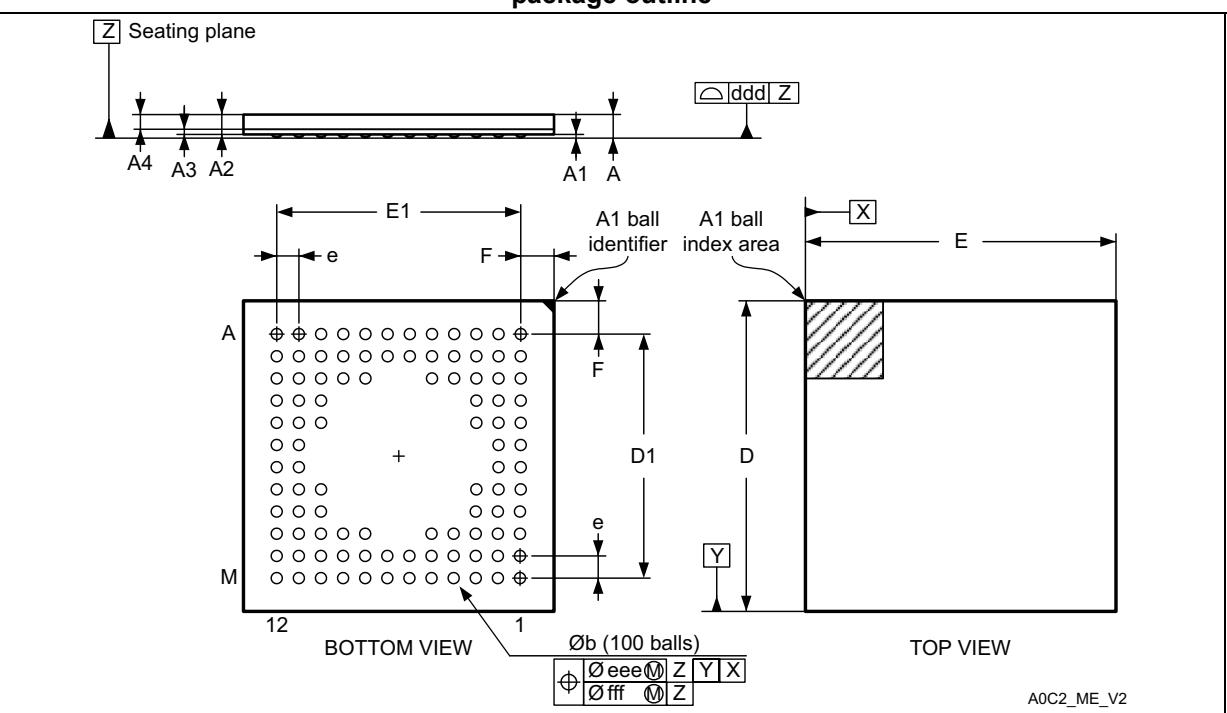 package outline
Z Seating plane
ddd Z
A4 A3 A2 A1 A
E1
A1 ball identifier
A1 ball index area
X
E
e
F
A
F
D1
D
e
Y
M
12
1
BOTTOM VIEW
Øb (100 balls)
TOP VIEW
Ø eee Ⓜ Z Y X
Ø fff Ⓜ Z
A0C2_ME_V2